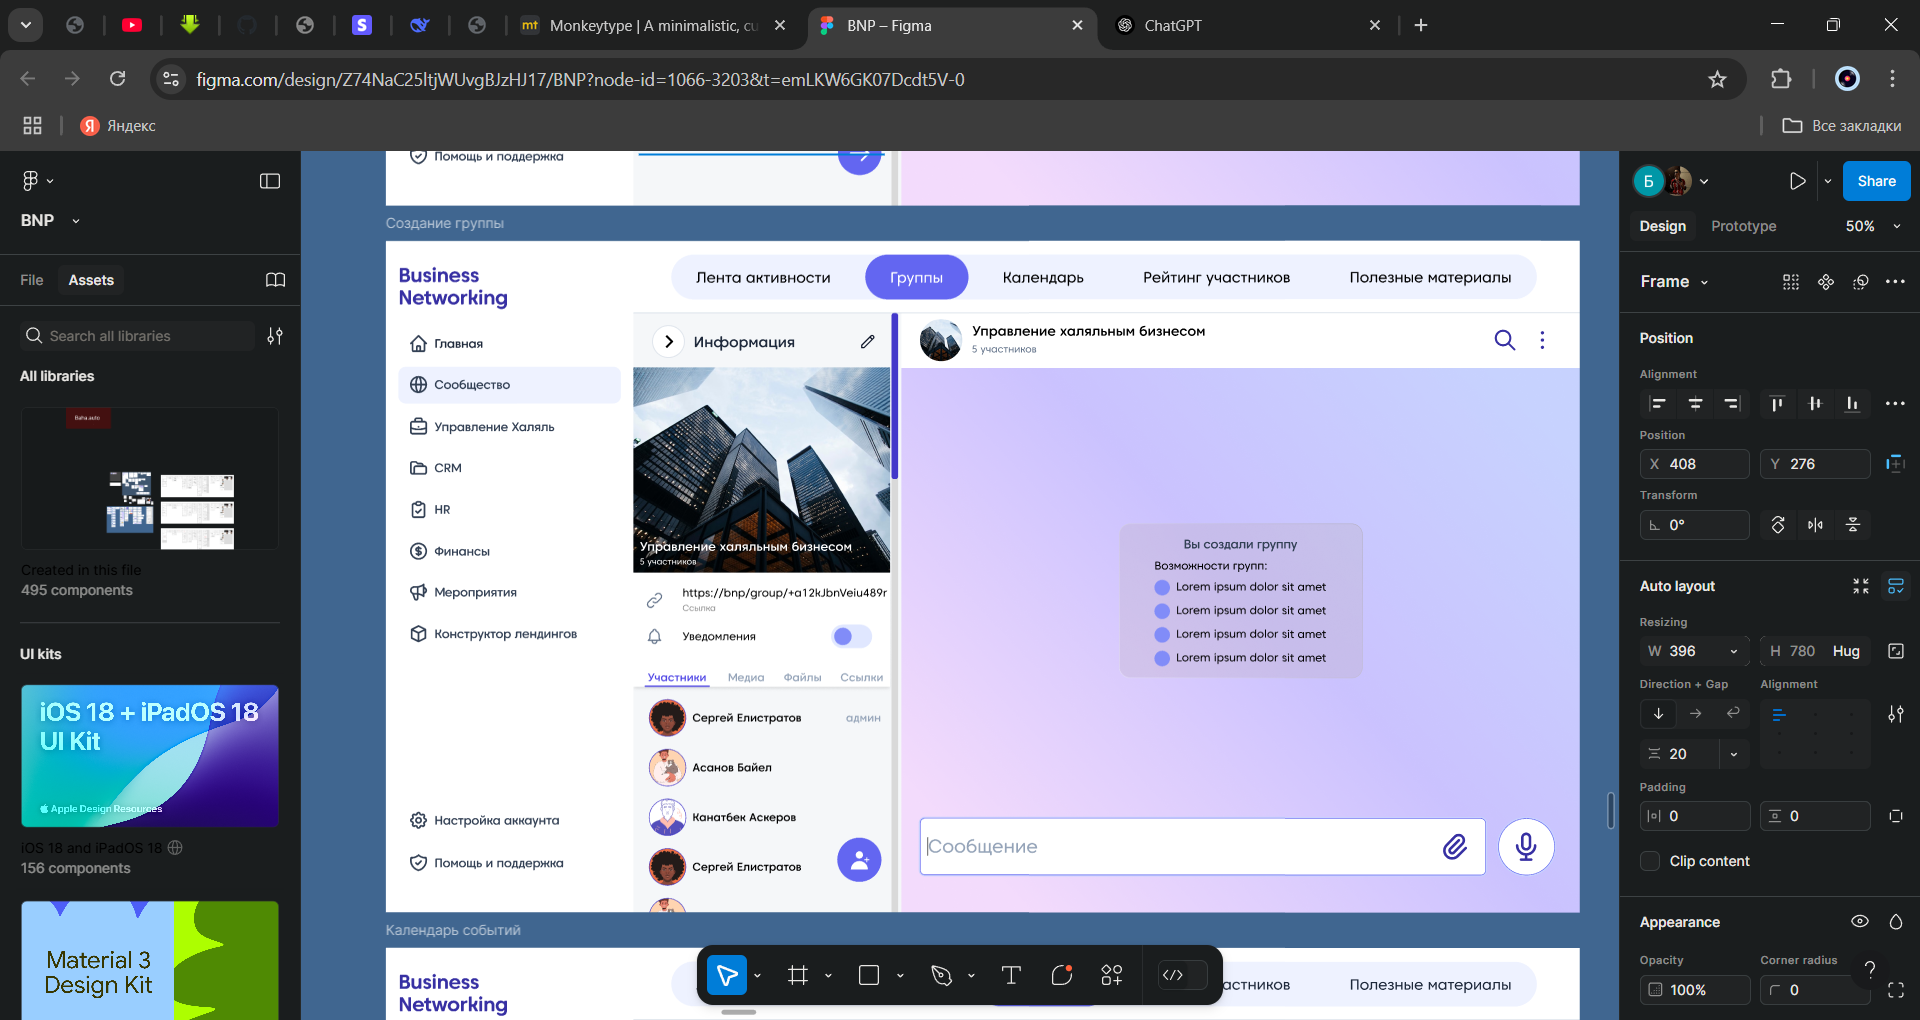 Monkeytype | A minimalistic, cu
BNP – Figma
ChatGPT
figma.com/design/Z74NaC25ltjWUvgBJzHJ17/BNP?node-id=1066-3203&t=emLKW6GK07Dcdt5V-0
Яндекс
Все закладки
BNP
File
Assets
Search all libraries
All libraries
Baha.auto
Created in this file
495 components
UI kits
iOS 18 + iPadOS 18
UI Kit
Apple Design Resources
iOS 18 and iPadOS 18
156 components
Material 3
Design Kit
Помощь и поддержка
Создание группы
Business
Networking
Лента активности
Группы
Календарь
Рейтинг участников
Полезные материалы
Главная
Сообщество
Управление Халяль
CRM
HR
Финансы
Мероприятия
Конструктор лендингов
Настройка аккаунта
Помощь и поддержка
Информация
Управление халяльным бизнесом
5 участников
https://bnp/group/+a12kJbnVeiu489r
Ссылка
Уведомления
Участники
Медиа
Файлы
Ссылки
Сергей Елистратов
админ
Асанов Байел
Канатбек Аскеров
Сергей Елистратов
Управление халяльным бизнесом
5 участников
Вы создали группу
Возможности групп:
Lorem ipsum dolor sit amet
Lorem ipsum dolor sit amet
Lorem ipsum dolor sit amet
Lorem ipsum dolor sit amet
Сообщение
Календарь событий
Business
Networking
астников
Полезные материалы
Б
Share
Design
Prototype
50%
Frame
Position
Alignment
Position
X 408
Y 276
Transform
0°
Auto layout
Resizing
W 396
H 780 Hug
Direction + Gap
Alignment
20
Padding
0
0
Clip content
Appearance
Opacity
Corner radius
100%
0
?